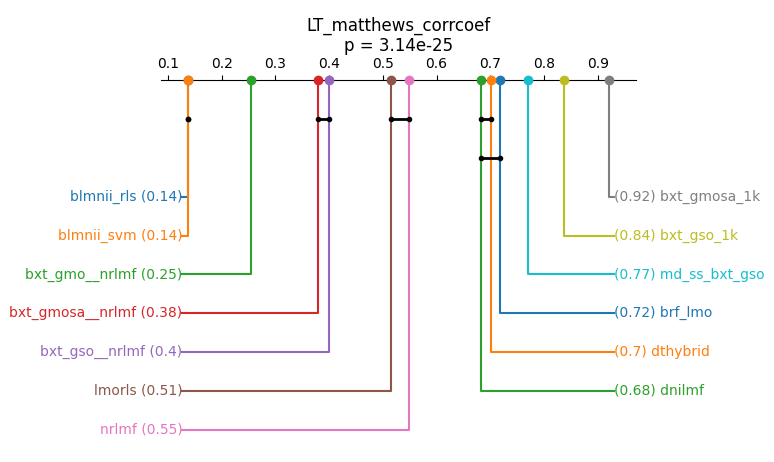 LT_matthews_corrcoef
p = 3.14e-25
0.1 0.2 0.3 0.4 0.5 0.6 0.7 0.8 0.9
blmnii_rls (0.14)
(0.92) bxt_gmosa_1k
blmnii_svm (0.14)
(0.84) bxt_gso_1k
bxt_gmo__nrlmf (0.25)
(0.77) md_ss_bxt_gso
bxt_gmosa__nrlmf (0.38)
(0.72) brf_lmo
bxt_gso__nrlmf (0.4)
(0.7) dthybrid
lmorls (0.51)
(0.68) dnilmf
nrlmf (0.55)